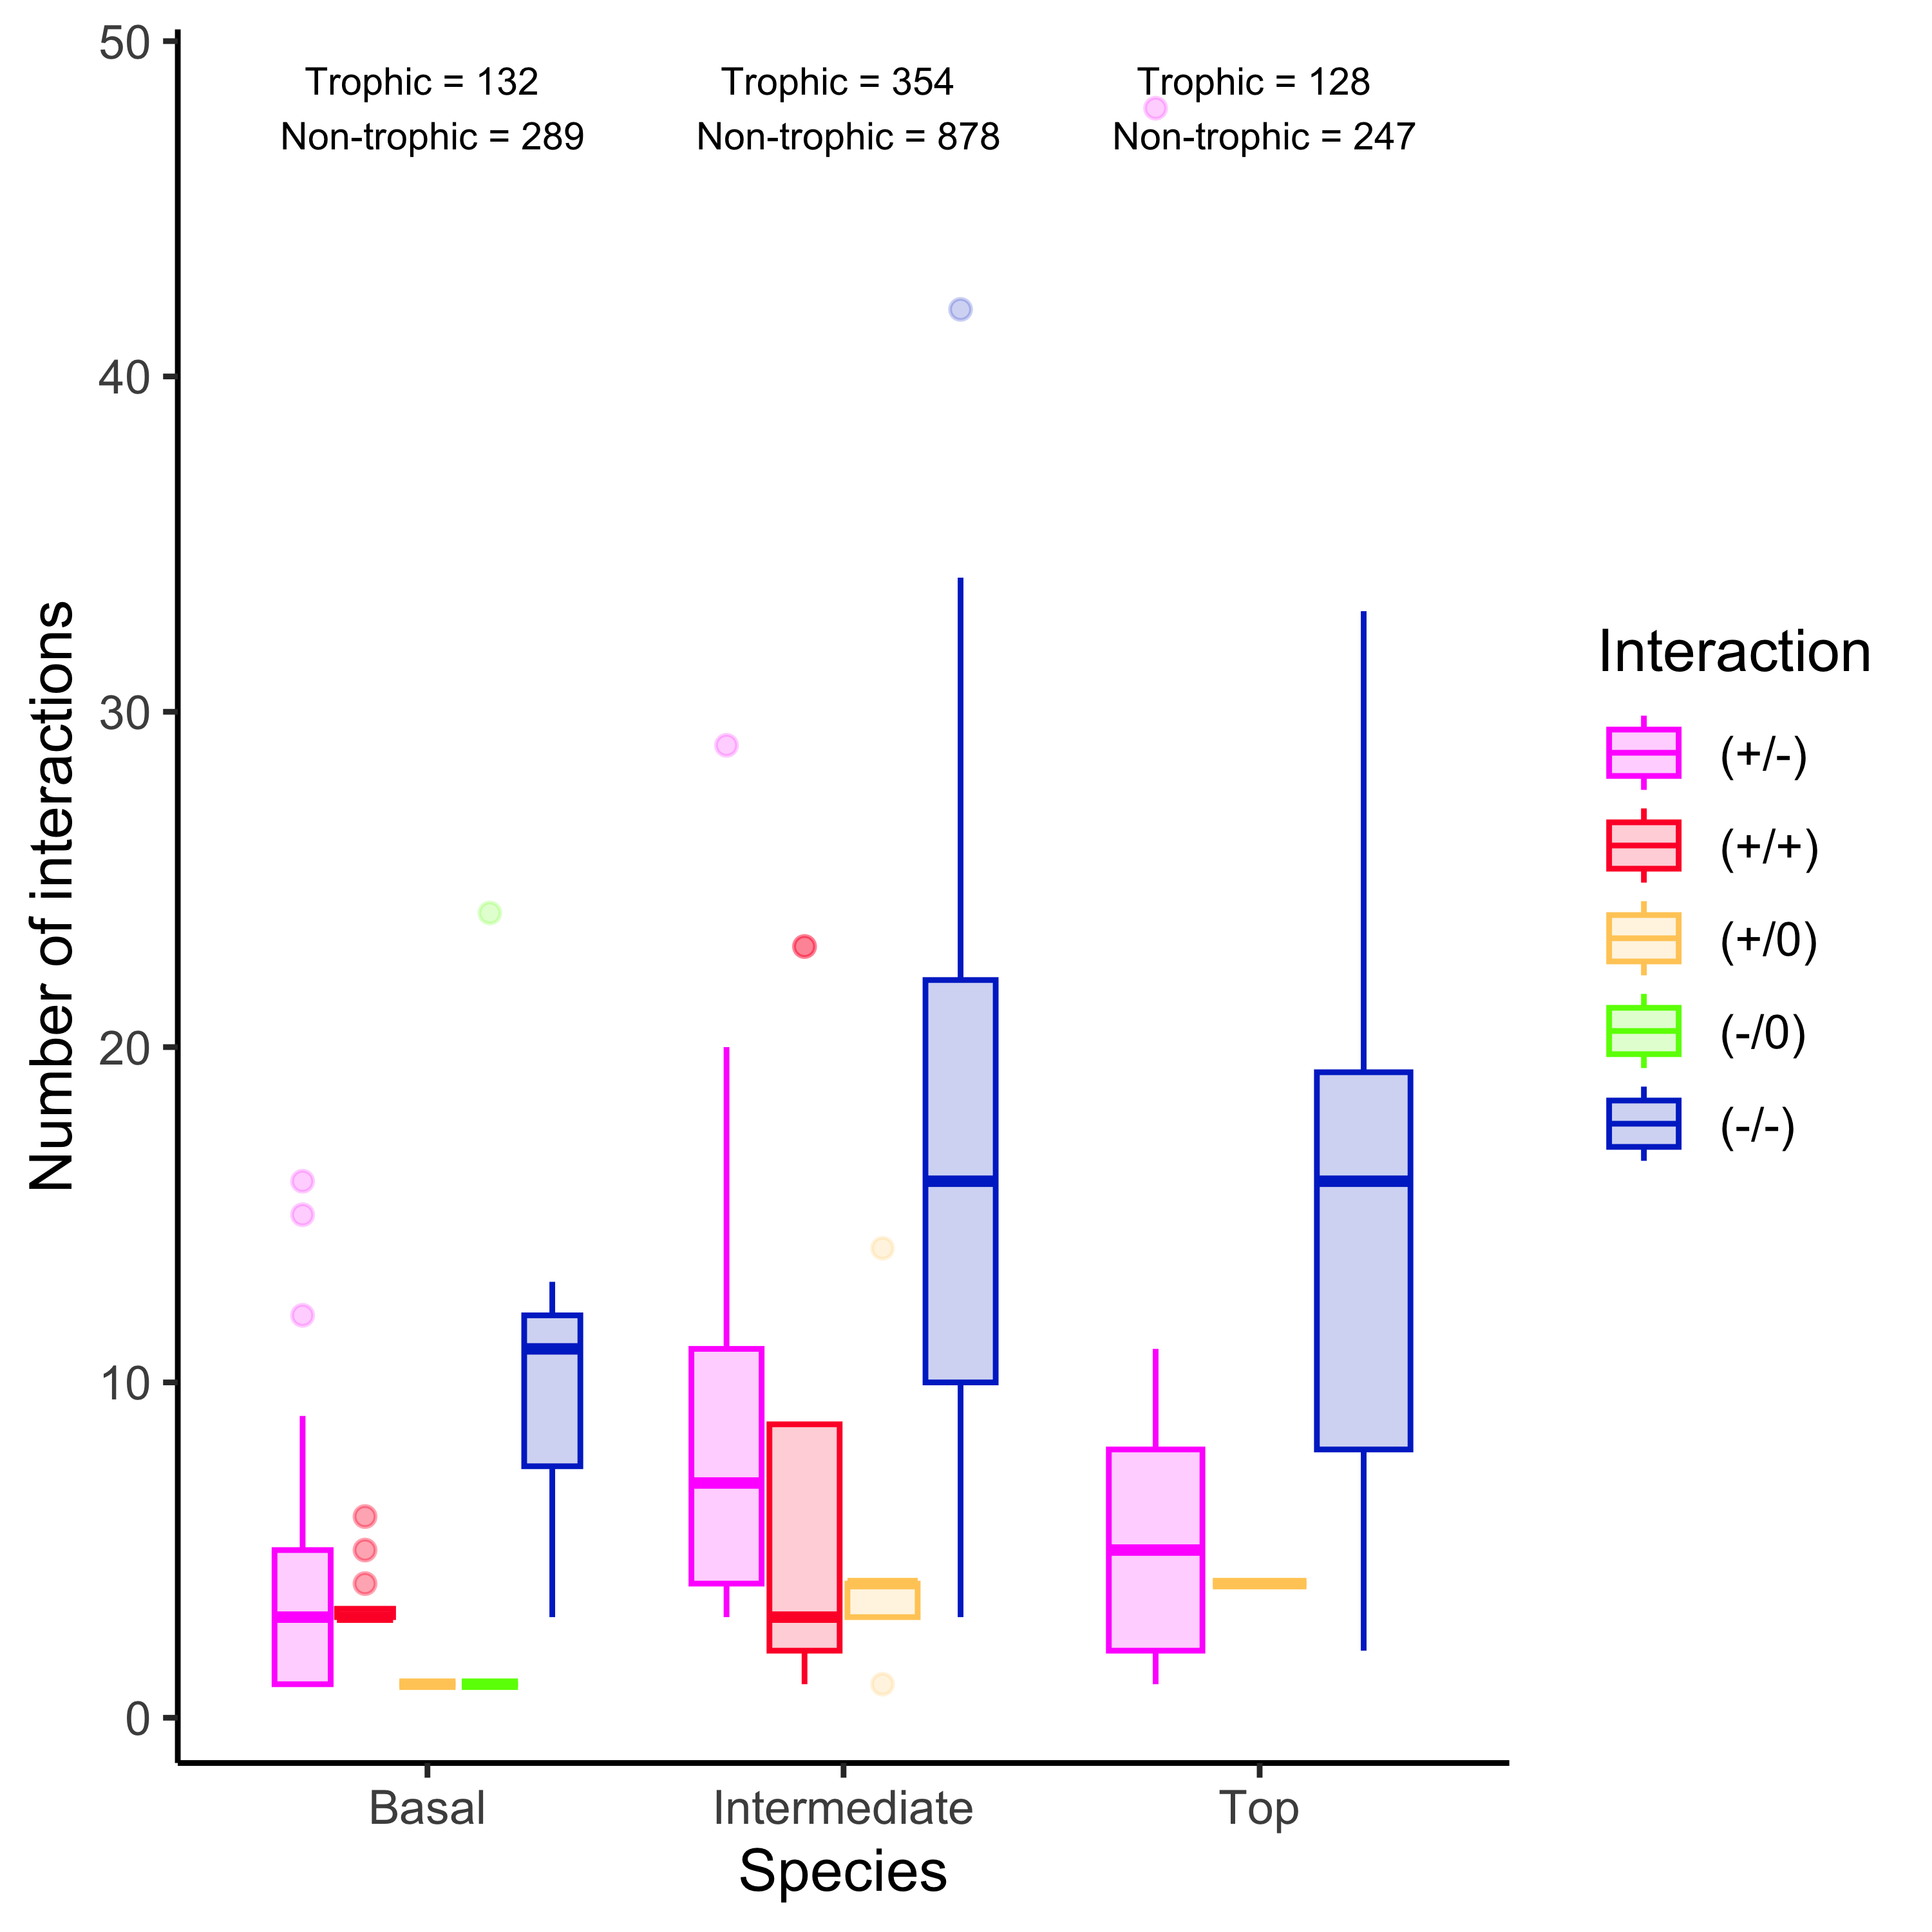 Trophic = 132
Non-trophic = 289
Trophic = 354
Non-trophic = 878
Trophic = 128
Non-trophic = 247
50
40
30
20
10
0
Number of interactions
Basal
Intermediate
Top
Species
Interaction
(+/-)
(+/+)
(+/0)
(-/0)
(-/-)